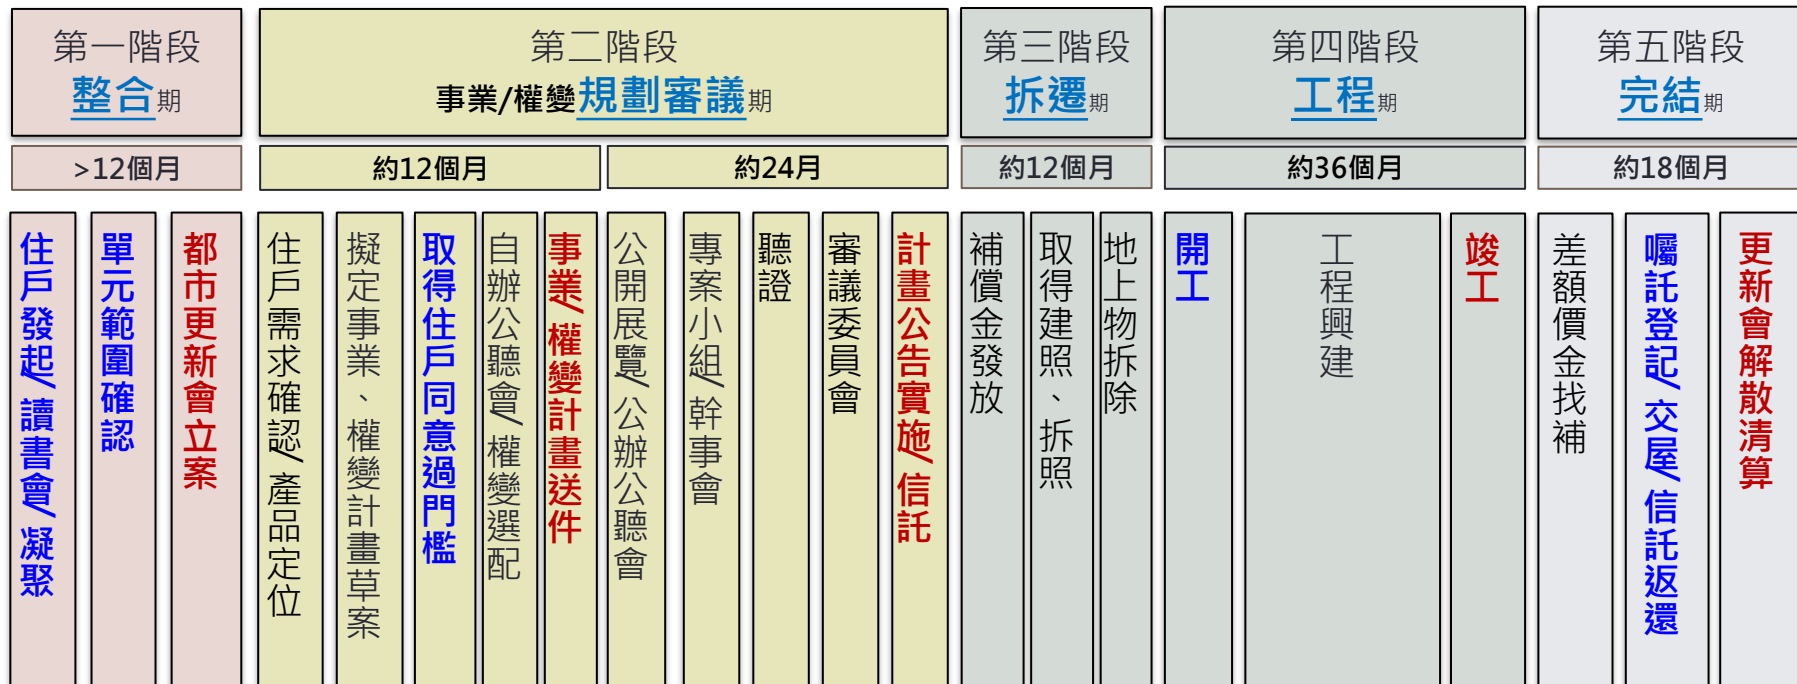 第一階段
整合期
第二階段
事業/權變規劃審議期
第三階段
拆遷期
第四階段
工程期
第五階段
完結期
>12個月
約12個月
約24月
約12個月
約36個月
約18個月
住戶發起/讀書會/凝聚
單元範圍確認
都市更新會立案
住戶需求確認/產品定位
擬定事業、權變計畫草案
取得住戶同意過門檻
自辦公聽會/權變選配
事業/權變計畫送件
公開展覽/公辦公聽會
專案小組/幹事會
聽證
審議委員會
計畫公告實施/信託
補償金發放
取得建照、拆照
地上物拆除
開工
工程興建
竣工
差額價金找補
囑託登記/交屋/信託返還
更新會解散清算